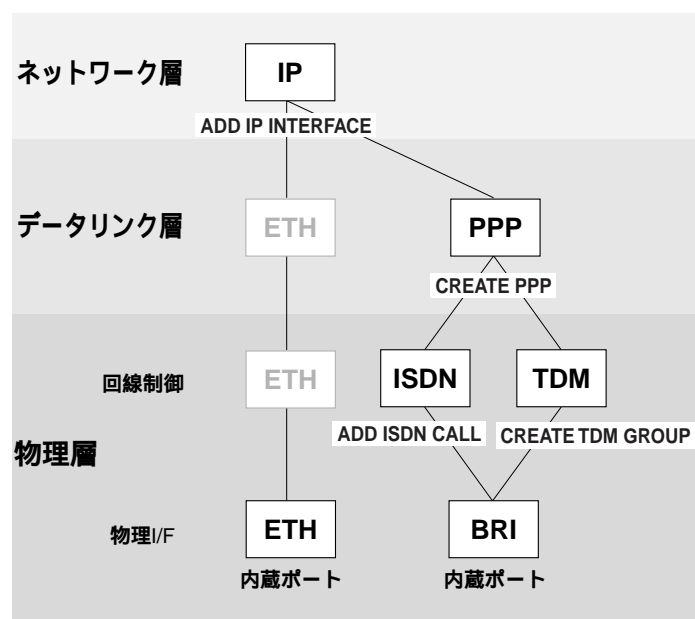 ネットワーク層
IP
ADD IP INTERFACE
データリンク層
ETH
PPP
CREATE PPP
回線制御
ETH
ISDN
TDM
ADD ISDN CALL
CREATE TDM GROUP
物理層
物理I/F
ETH
BRI
内蔵ポート
内蔵ポート